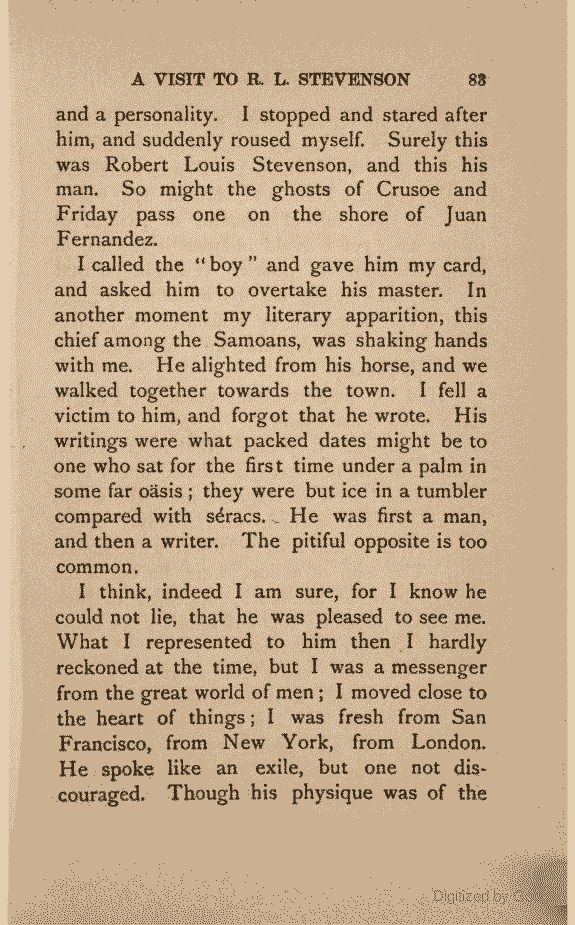 A VISIT TO R. L. STEVENSON 83
and a personality. I stopped and stared after
him, and suddenly roused myself. Surely this
was Robert Louis Stevenson, and this his
man. So might the ghosts of Crusoe and
Friday pass one on the shore of Juan
Fernandez.
I called the “boy” and gave him my card,
and asked him to overtake his master. In
another moment my literary apparition, this
chief among the Samoans, was shaking hands
with me. He alighted from his horse, and we
walked together towards the town. I fell a
victim to him, and forgot that he wrote. His
writings were what packed dates might be to
one who sat for the first time under a palm in
some far oäsis; they were but ice in a tumbler
compared with séracs. He was first a man,
and then a writer. The pitiful opposite is too
common.
I think, indeed I am sure, for I know he
could not lie, that he was pleased to see me.
What I represented to him then I hardly
reckoned at the time, but I was a messenger
from the great world of men; I moved close to
the heart of things; I was fresh from San
Francisco, from New York, from London.
He spoke like an exile, but one not dis-
couraged. Though his physique was of the
Digitized by